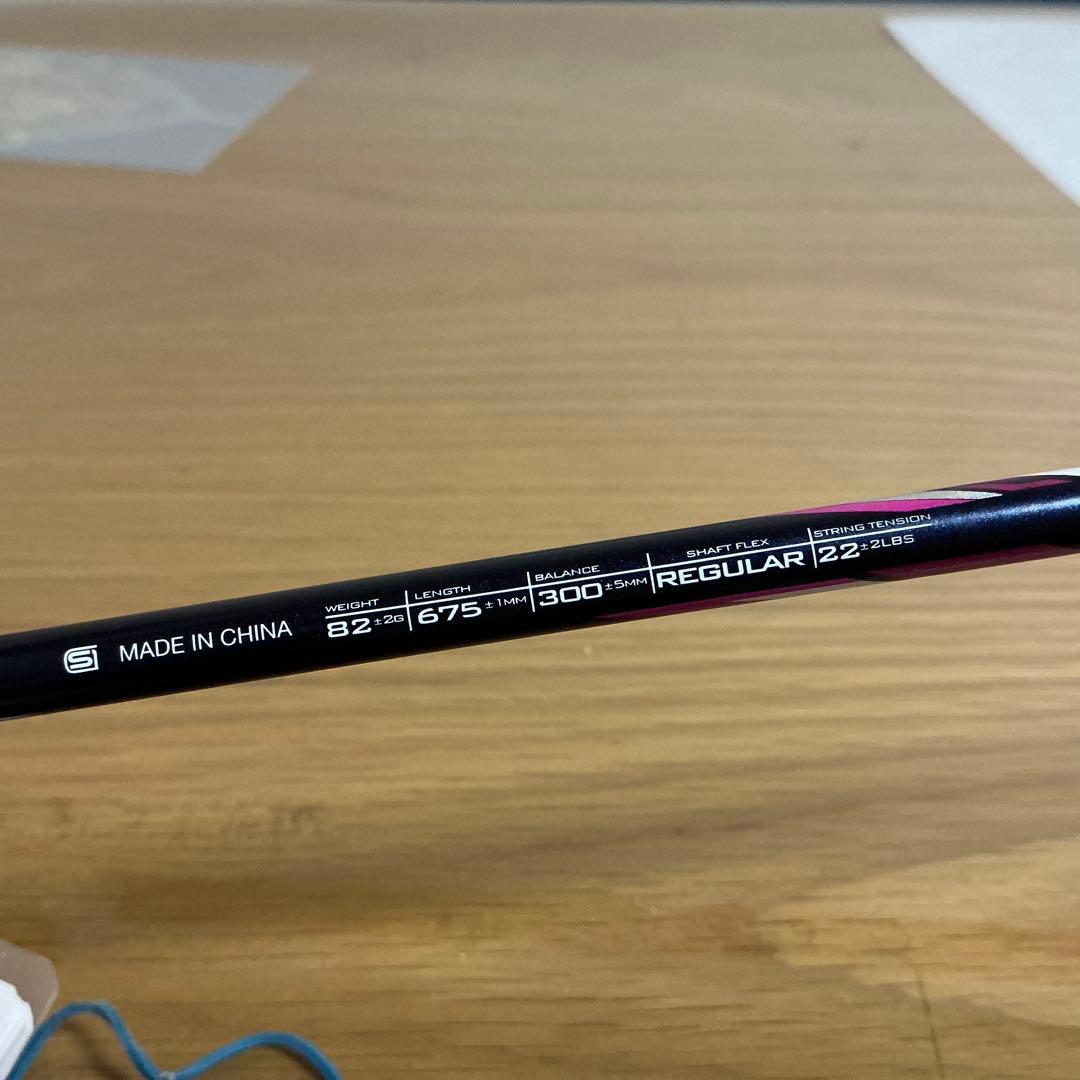 SI MADE IN CHINA
WEIGHT LENGTH BALANCE SHAFT FLEX STRING TENSION
82±2G 675±1MM 300±5MM REGULAR 22±2LBS